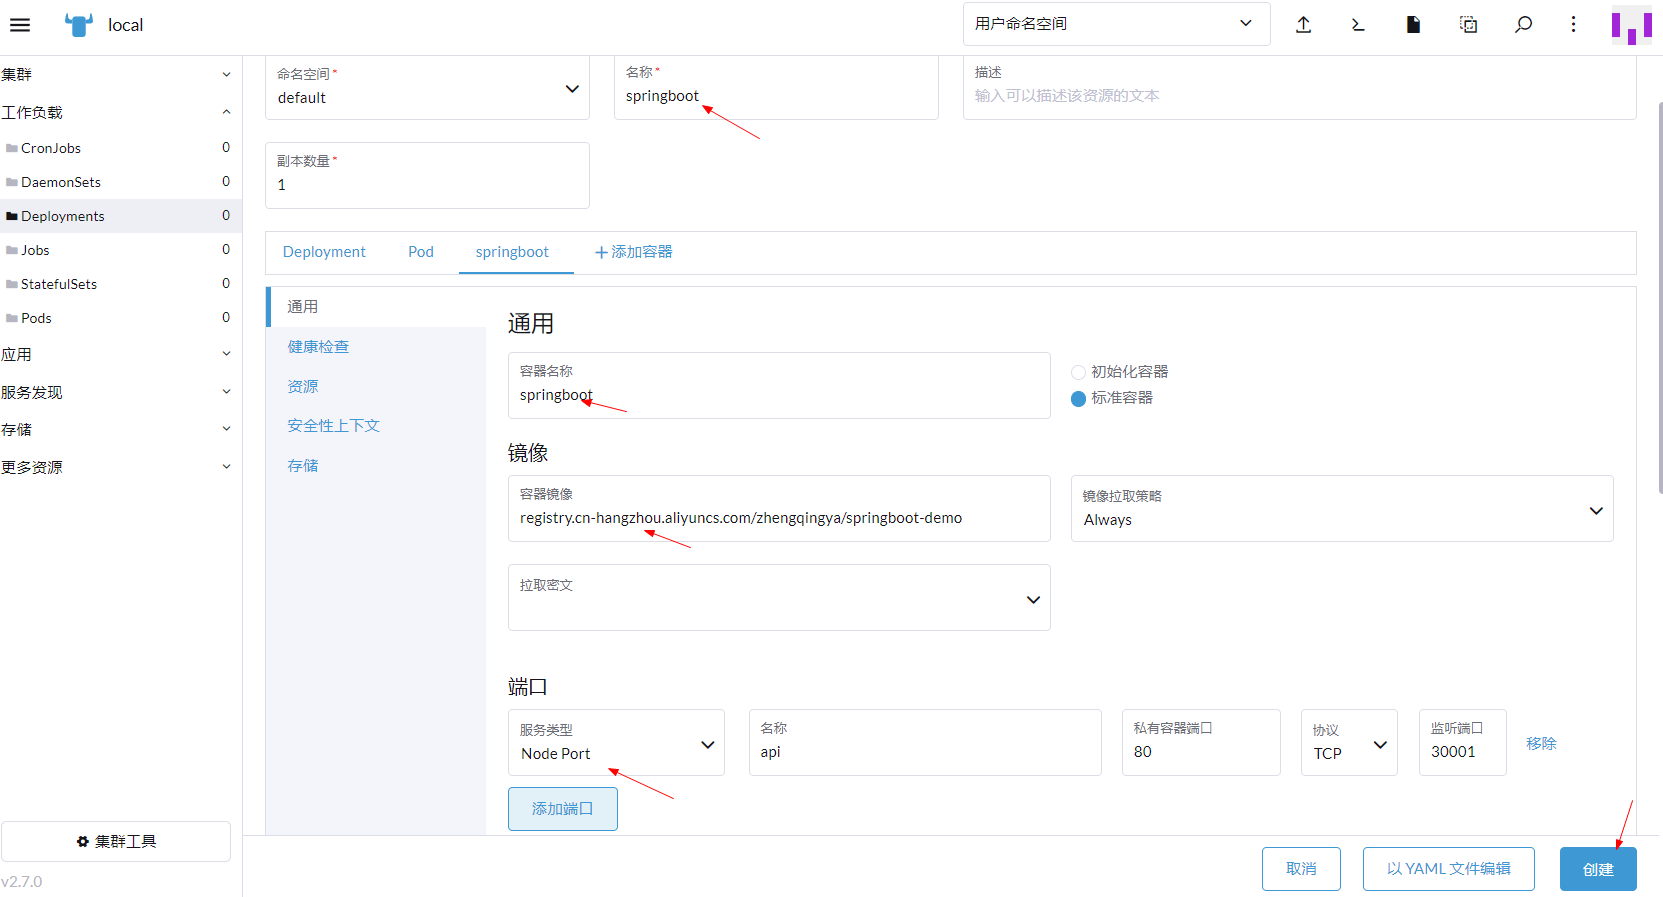 local
用户命名空间
集群
工作负载
CronJobs 0
DaemonSets 0
Deployments 0
Jobs 0
StatefulSets 0
Pods 0
应用
服务发现
存储
更多资源
集群工具
v2.7.0
命名空间 *
default
名称 *
springboot
描述
输入可以描述该资源的文本
副本数量 *
1
Deployment Pod springboot +添加容器
通用
健康检查
资源
安全性上下文
存储
通用
容器名称
springboot
初始化容器
标准容器
镜像
容器镜像
registry.cn-hangzhou.aliyuncs.com/zhengqingya/springboot-demo
镜像拉取策略
Always
拉取密文
端口
服务类型
Node Port
名称
api
私有容器端口
80
协议
TCP
监听端口
30001
移除
添加端口
取消
以 YAML 文件编辑
创建